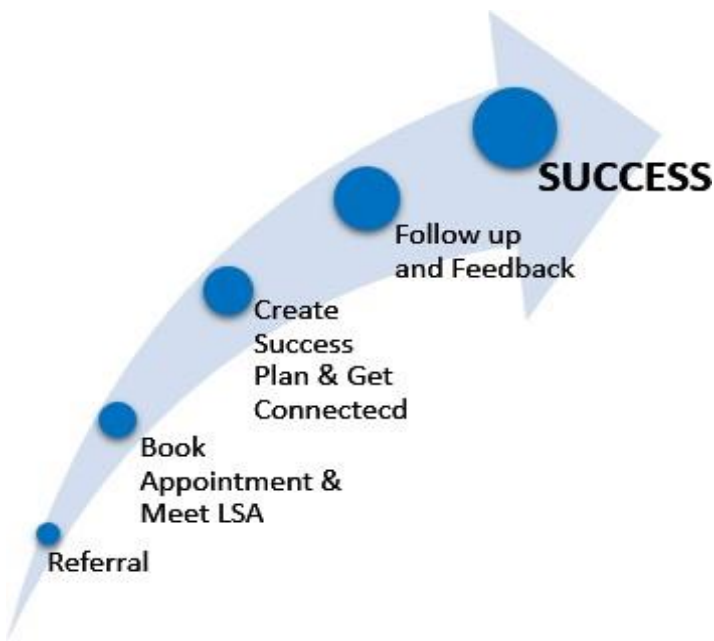 SUCCESS
Follow up
and Feedback
Create
Success
Plan & Get
Connectecd
Book
Appointment &
Meet LSA
Referral